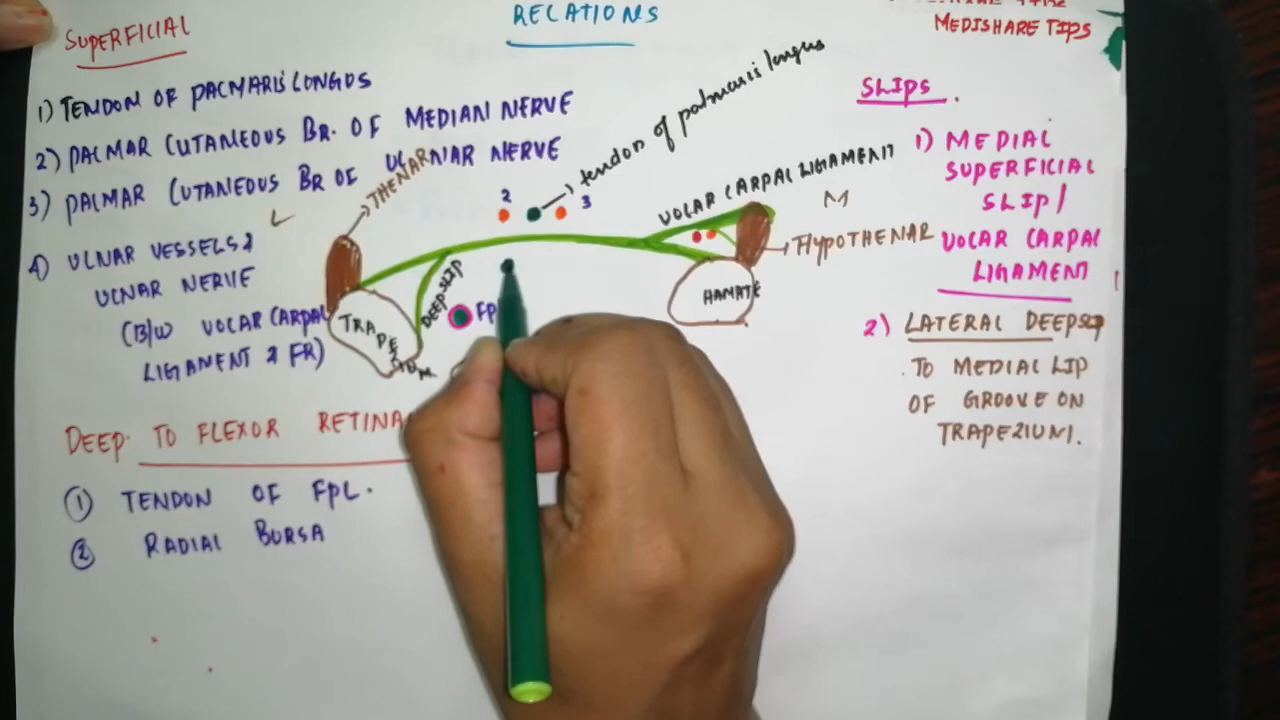 RELATIONS
MEDISHARE TIPS
SUPERFICIAL
1) TENDON OF PALMARIS LONGUS
2) PALMAR CUTANEOUS BR. OF MEDIAN NERVE
3) PALMAR CUTANEOUS BR OF ULARNAR NERVE
4) ULNAR VESSELS &
ULNAR NERVE
(B/W VOLAR CARPAL
LIGAMENT & FR)
DEEP TO FLEXOR RETINA
① TENDON OF FPL.
② RADIAL BURSA
L
THENAR
2
tendon of palmaris longus
3
VOLAR CARPAL LIGAMENT
M
HYPOTHENAR
HAMATE
DEEP SLIP
TRAPEZIUM
FP
SLIPS.
1) MEDIAL
SUPERFICIAL
SLIP/
VOLAR CARPAL
LIGAMENT
2) LATERAL DEEP
TO MEDIAL LIP
OF GROOVE ON
TRAPEZIUM.